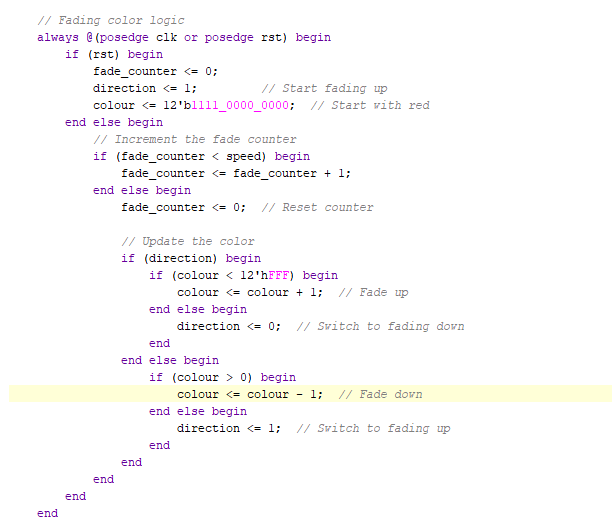 // Fading color logic
always @(posedge clk or posedge rst) begin
if (rst) begin
fade_counter <= 0;
direction <= 1; // Start fading up
colour <= 12'b1111_0000_0000; // Start with red
end else begin
// Increment the fade counter
if (fade_counter < speed) begin
fade_counter <= fade_counter + 1;
end else begin
fade_counter <= 0; // Reset counter
// Update the color
if (direction) begin
if (colour < 12'hFFF) begin
colour <= colour + 1; // Fade up
end else begin
direction <= 0; // Switch to fading down
end
end else begin
if (colour > 0) begin
colour <= colour - 1; // Fade down
end else begin
direction <= 1; // Switch to fading up
end
end
end
end
end